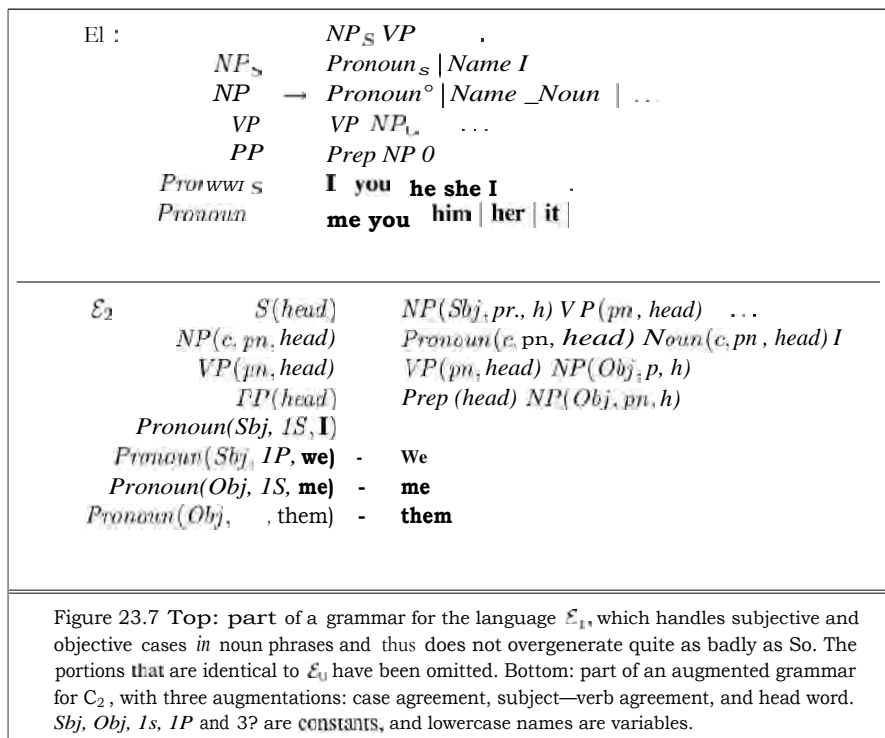 El : NP_S VP .
NP_S Pronoun_s | Name I
NP → Pronoun° | Name _Noun | ...
VP VP NP ...
PP Prep NP 0
S I you he she I .
Pronoun me you him | her | it |
ℰ₂ S(head) NP(Sbj, pr., h) VP(pn, head) ...
NP(c, pn, head) Pronoun(c, pn, head) Noun(c, pn, head) I
VP(pn, head) VP(pn, head) NP(Obj, p, h)
PP(head) Prep (head) NP(Obj, pn, h)
Pronoun(Sbj, 1S, I)
Pronoun(Sbj, 1P, we) - We
Pronoun(Obj, 1S, me) - me
Pronoun(Obj, , them) - them
Figure 23.7 Top: part of a grammar for the language ℰ₁, which handles subjective and
objective cases in noun phrases and thus does not overgenerate quite as badly as So. The
portions that are identical to ℰ₀ have been omitted. Bottom: part of an augmented grammar
for C₂, with three augmentations: case agreement, subject—verb agreement, and head word.
Sbj, Obj, 1s, 1P and 3? are constants, and lowercase names are variables.